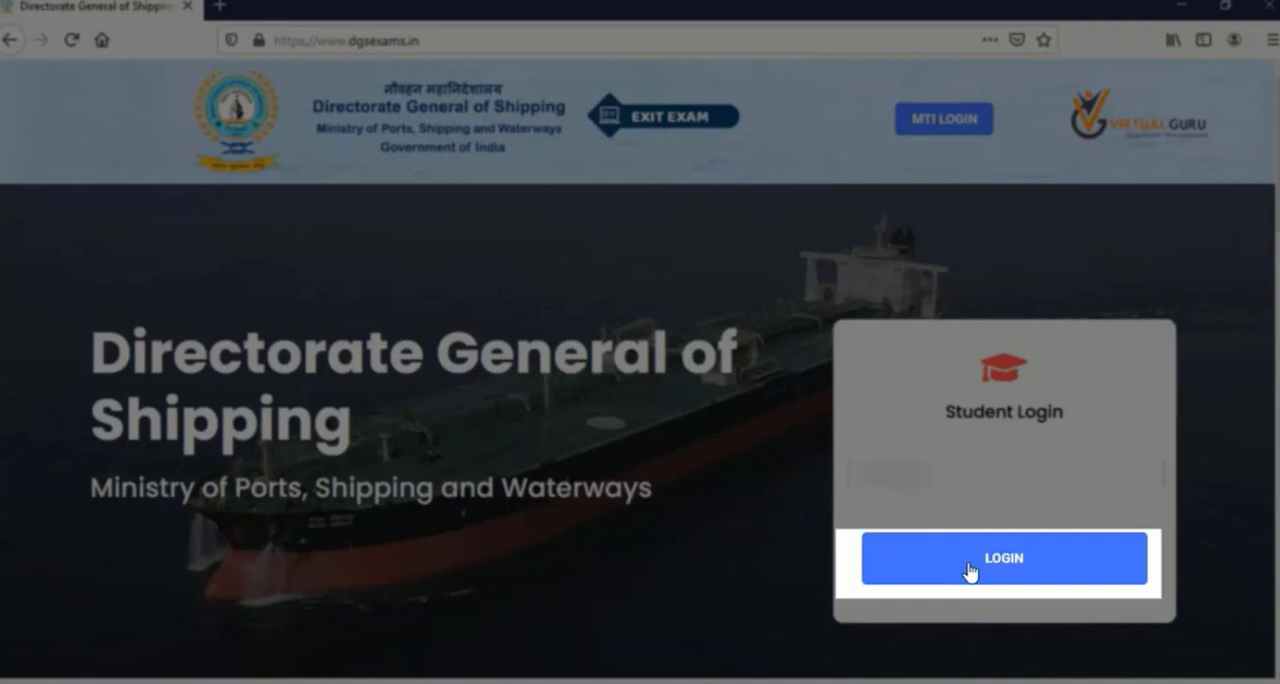 Directorate General of Shippin
https://www.dgsexams.in
नौवहन महानिदेशालय
Directorate General of Shipping
Ministry of Ports, Shipping and Waterways
Government of India
EXIT EXAM
MTI LOGIN
VIRTUAL GURU
Directorate General of
Shipping
Ministry of Ports, Shipping and Waterways
Student Login
LOGIN